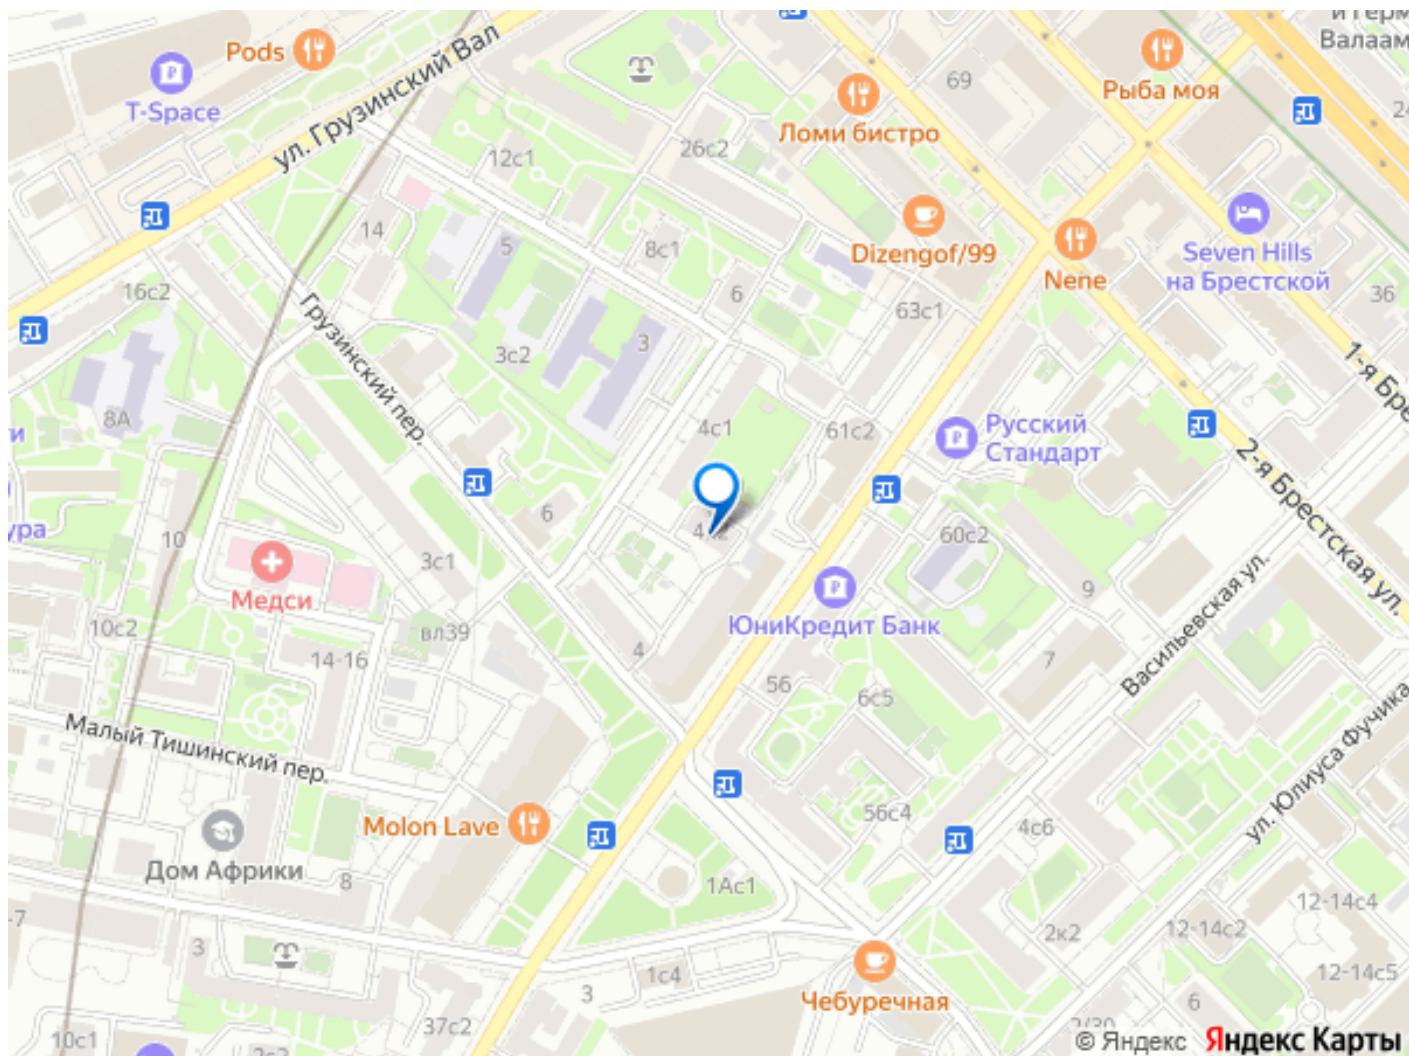 Pods
T-Space
ул. Грузинский Вал
Ломи бистро
69
Рыба моя
Валаам
24
12с1
26с2
14
5
8с1
Dizengof/99
Nene
Seven Hills
на Брестской
36
16с2
6
63с1
Грузинский пер.
3с2
3
1-я Бре
8А
4с1
61с2
Русский
Стандарт
2-я Брестская ул.
ти
ура
10
6
60с2
3с1
Медси
9
Васильевская ул.
10с2
вл39
ЮниКредит Банк
14-16
4
56
7
6с5
Малый Тишинский пер.
ул. Юлиуса Фучика
Molon Lave
56с4
4с6
Дом Африки
8
1Ас1
12-14с4
-7
3
2к2
12-14с2
1с4
12-14с5
3
Чебуречная
6
37с2
10с1
© Яндекс Яндекс Карты